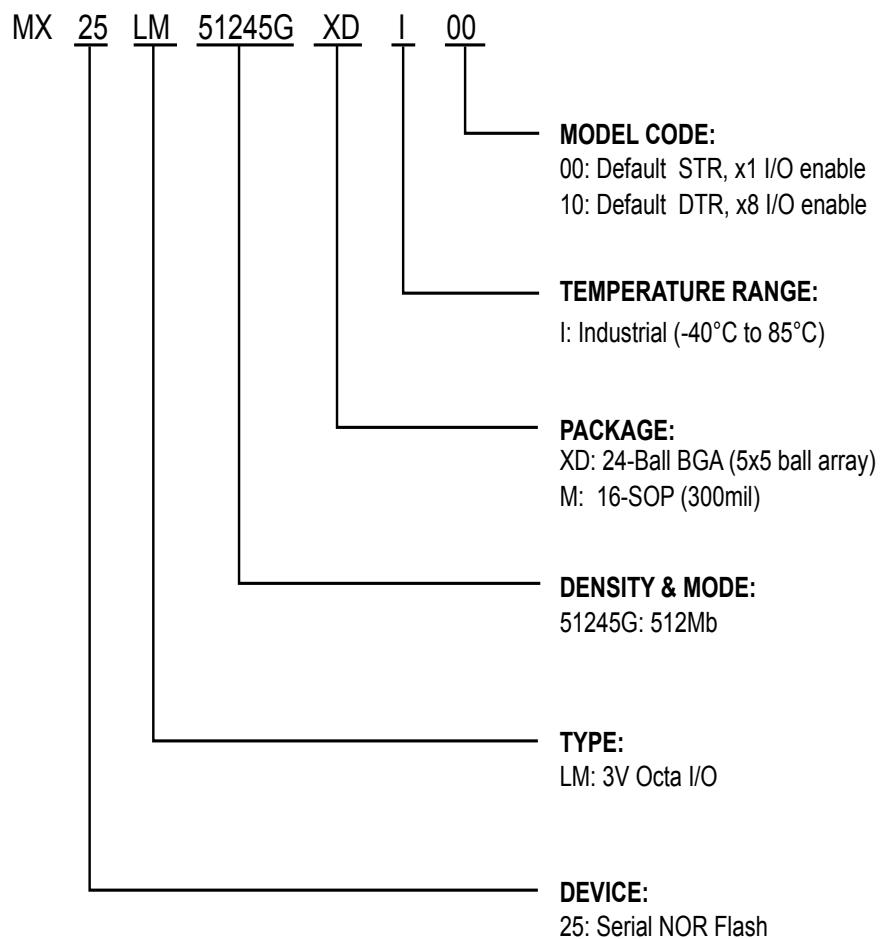 MX 25 LM 51245G XD I 00
MODEL CODE:
00: Default STR, x1 I/O enable
10: Default DTR, x8 I/O enable
TEMPERATURE RANGE:
I: Industrial (-40°C to 85°C)
PACKAGE:
XD: 24-Ball BGA (5x5 ball array)
M: 16-SOP (300mil)
DENSITY & MODE:
51245G: 512Mb
TYPE:
LM: 3V Octa I/O
DEVICE:
25: Serial NOR Flash